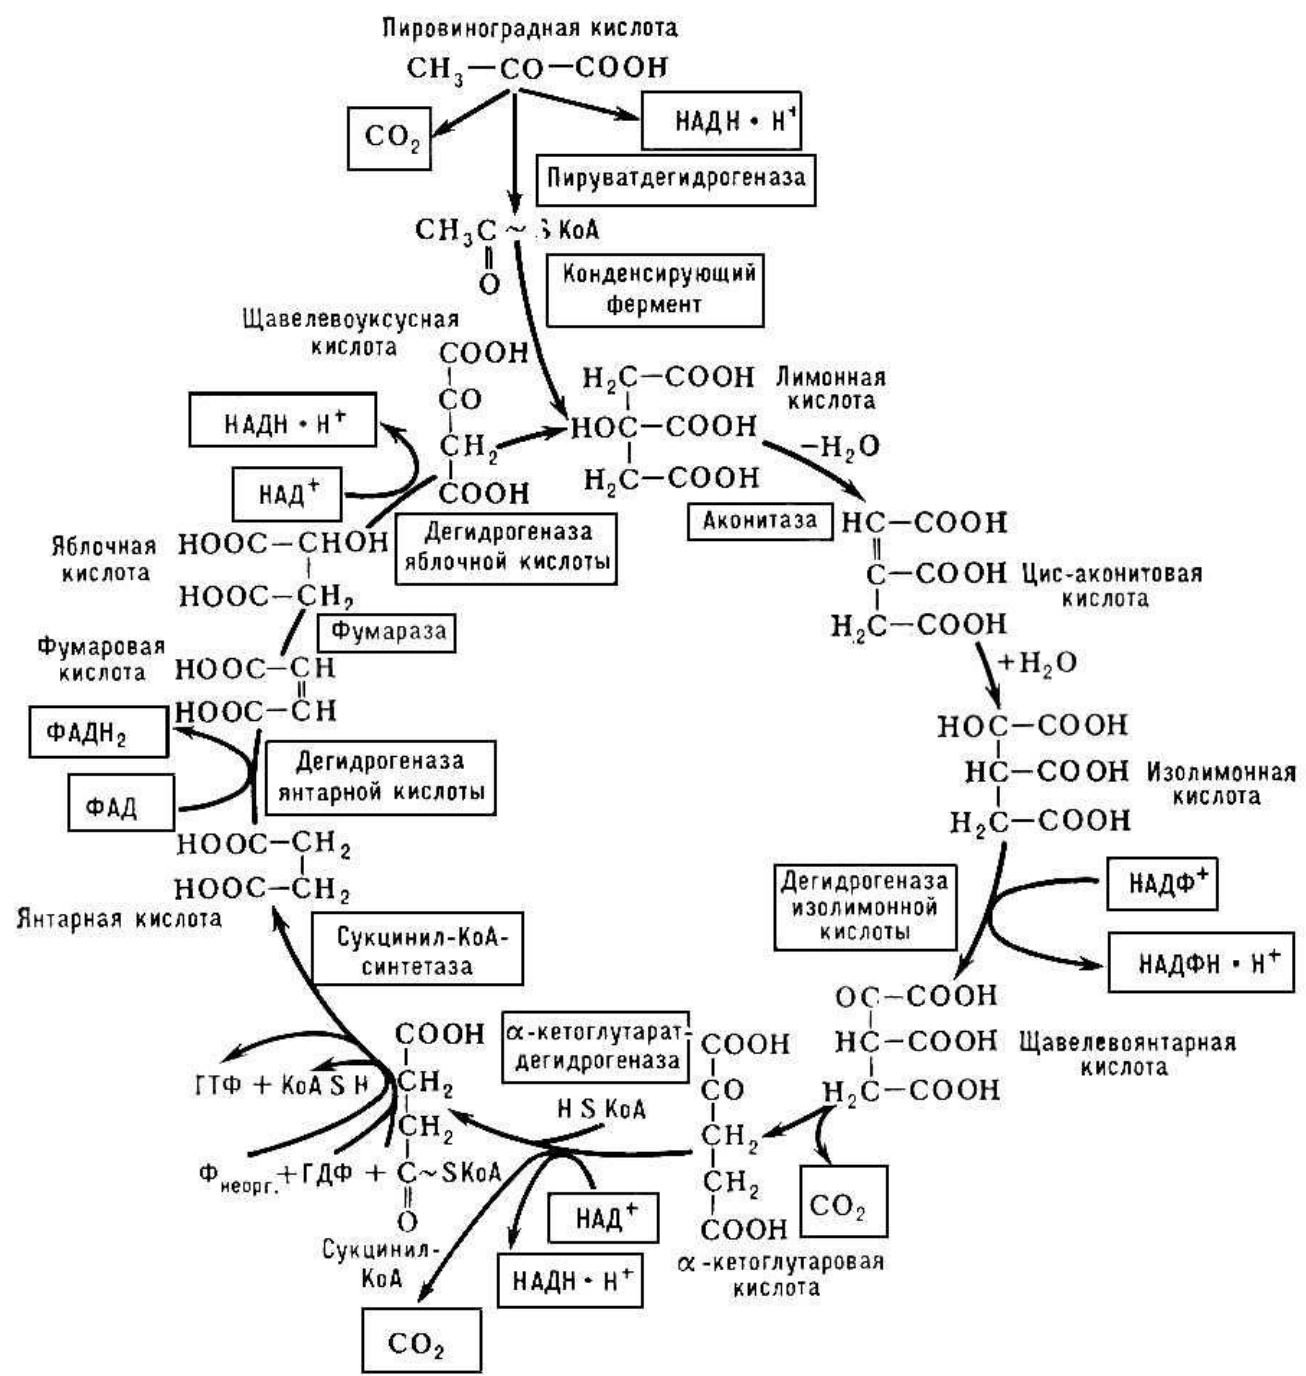 Пировиноградная кислота
CH₃—CO—COOH
CO₂
НАДН • H⁺
Пируватдегидрогеназа
CH₃C ~ S КоА
O
Конденсирующий
фермент
Щавелевоуксусная
кислота
COOH
CO
CH₂
COOH
H₂C—COOH
HOC—COOH
H₂C—COOH
Лимонная
кислота
НАДН • H⁺
НАД⁺
–H₂O
Аконитаза
Дегидрогеназа
яблочной кислоты
Яблочная
кислота
HOOC—CHOH
HOOC—CH₂
HC—COOH
C—COOH
H₂C—COOH
Цис-аконитовая
кислота
Фумараза
Фумаровая
кислота
HOOC—CH
HOOC—CH
+H₂O
ФАДН₂
ФАД
Дегидрогеназа
янтарной кислоты
HOC—COOH
HC—COOH
H₂C—COOH
Изолимонная
кислота
HOOC—CH₂
HOOC—CH₂
Янтарная кислота
Дегидрогеназа
изолимонной
кислоты
НАДФ⁺
НАДФН • H⁺
Сукцинил-КоА-
синтетаза
OC—COOH
HC—COOH
H₂C—COOH
Щавелевоянтарная
кислота
α-кетоглутарат-
дегидрогеназа
COOH
CO
CH₂
CH₂
COOH
α-кетоглутаровая
кислота
CO₂
ГТФ + КоА S H
H S КоА
COOH
CH₂
CH₂
C~SКоА
O
Фнеорг.+ГДФ +
Сукцинил-
КоА
НАД⁺
НАДН • H⁺
CO₂